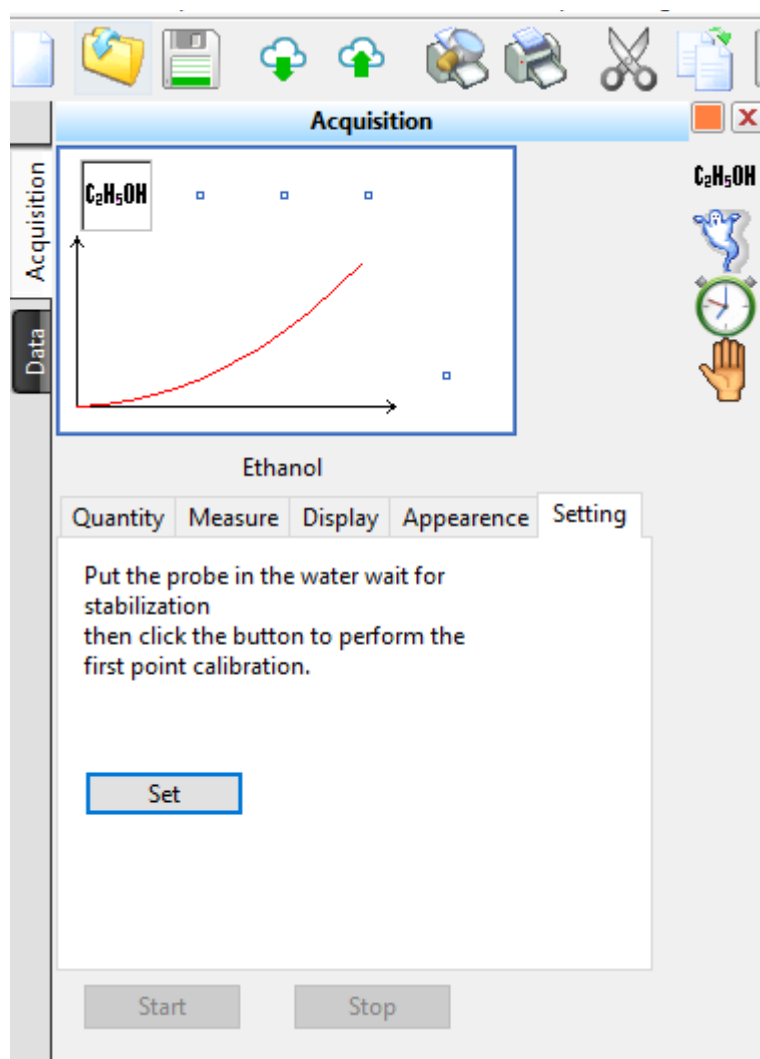 Acquisition
C₂H₅OH
C₂H₅OH
Acquisition
Data
Ethanol
Quantity Measure Display Appearence Setting
Put the probe in the water wait for
stabilization
then click the button to perform the
first point calibration.
Set
Start Stop